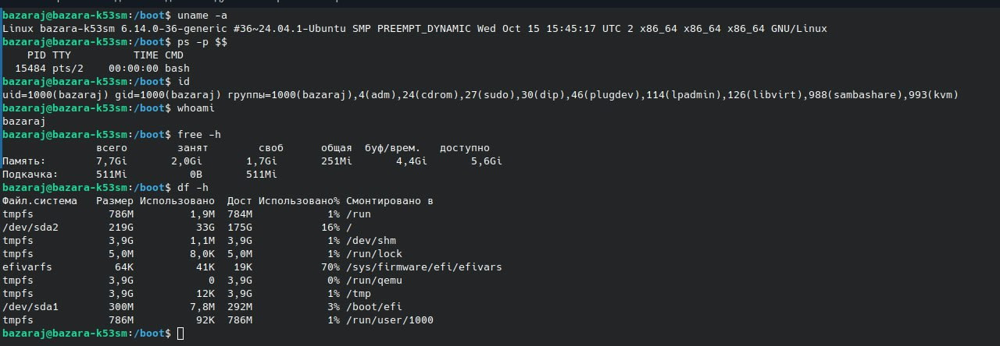 bazaraj@bazara-k53sm:/boot$ uname -a
Linux bazara-k53sm 6.14.0-36-generic #36~24.04.1-Ubuntu SMP PREEMPT_DYNAMIC Wed Oct 15 15:45:17 UTC 2 x86_64 x86_64 x86_64 GNU/Linux
bazaraj@bazara-k53sm:/boot$ ps -p $$
    PID TTY          TIME CMD
  15484 pts/2    00:00:00 bash
bazaraj@bazara-k53sm:/boot$ id
uid=1000(bazaraj) gid=1000(bazaraj) группы=1000(bazaraj),4(adm),24(cdrom),27(sudo),30(dip),46(plugdev),114(lpadmin),126(libvirt),988(sambashare),993(kvm)
bazaraj@bazara-k53sm:/boot$ whoami
bazaraj
bazaraj@bazara-k53sm:/boot$ free -h
               всего        занят        своб      общая  буф/врем.   доступно
Память:        7,7Gi       2,0Gi       1,7Gi       251Mi       4,4Gi       5,6Gi
Подкачка:      511Mi          0B       511Mi
bazaraj@bazara-k53sm:/boot$ df -h
Файл.система   Размер Использовано  Дост Использовано% Смонтировано в
tmpfs            786M         1,9M  784M            1% /run
/dev/sda2        219G          33G  175G           16% /
tmpfs            3,9G         1,1M  3,9G            1% /dev/shm
tmpfs            5,0M         8,0K  5,0M            1% /run/lock
efivarfs          64K          41K   19K           70% /sys/firmware/efi/efivars
tmpfs            3,9G            0  3,9G            0% /run/qemu
tmpfs            3,9G          12K  3,9G            1% /tmp
/dev/sda1        300M         7,8M  292M            3% /boot/efi
tmpfs            786M          92K  786M            1% /run/user/1000
bazaraj@bazara-k53sm:/boot$